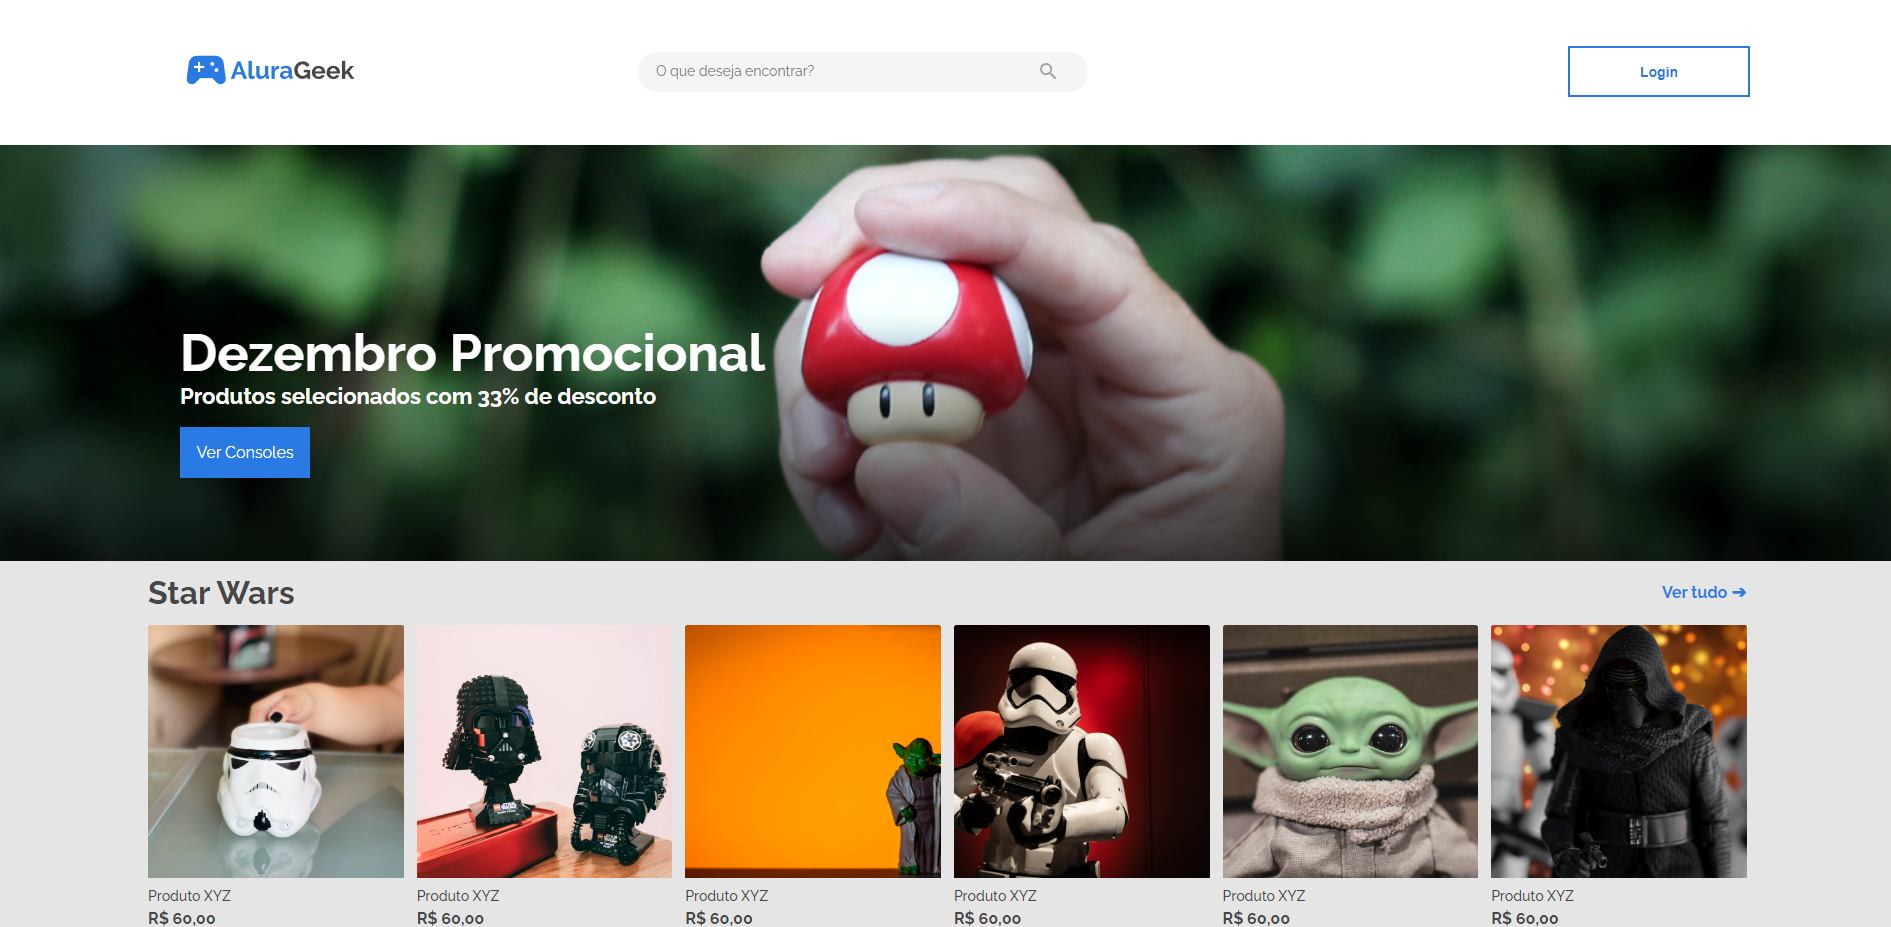 AluraGeek
O que deseja encontrar?
Login
Dezembro Promocional
Produtos selecionados com 33% de desconto
Ver Consoles
Star Wars
Ver tudo ➔
Produto XYZ
R$ 60,00
Produto XYZ
R$ 60,00
Produto XYZ
R$ 60,00
Produto XYZ
R$ 60,00
Produto XYZ
R$ 60,00
Produto XYZ
R$ 60,00